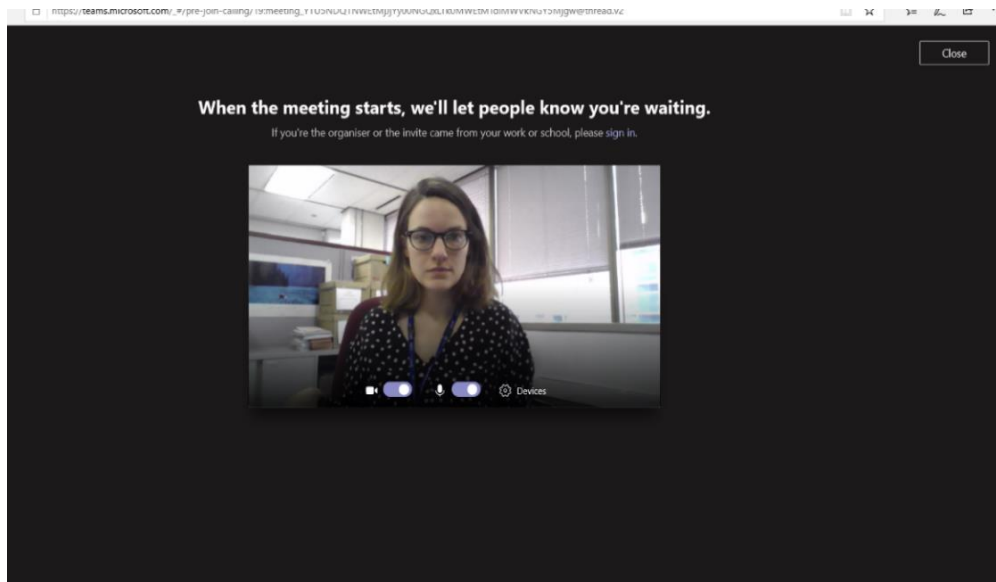 Close
When the meeting starts, we'll let people know you're waiting.
If you're the organiser or the invite came from your work or school, please sign in.
Devices